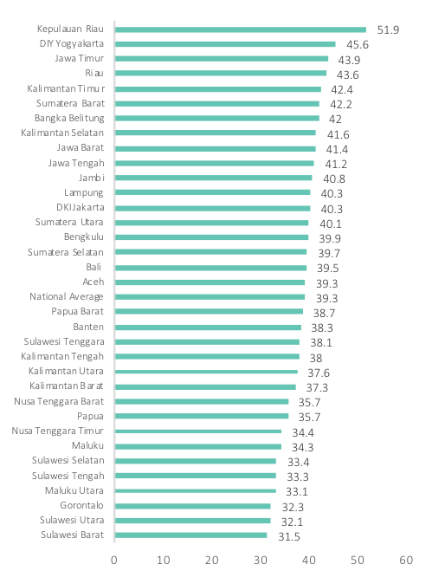 Kepulauan Riau 51.9
DIY Yogyakarta 45.6
Jawa Timur 43.9
Riau 43.6
Kalimantan Timur 42.4
Sumatera Barat 42.2
Bangka Belitung 42
Kalimantan Selatan 41.6
Jawa Barat 41.4
Jawa Tengah 41.2
Jambi 40.8
Lampung 40.3
DKI Jakarta 40.3
Sumatera Utara 40.1
Bengkulu 39.9
Sumatera Selatan 39.7
Bali 39.5
Aceh 39.3
National Average 39.3
Papua Barat 38.7
Banten 38.3
Sulawesi Tenggara 38.1
Kalimantan Tengah 38
Kalimantan Utara 37.6
Kalimantan Barat 37.3
Nusa Tenggara Barat 35.7
Papua 35.7
Nusa Tenggara Timur 34.4
Maluku 34.3
Sulawesi Selatan 33.4
Sulawesi Tengah 33.3
Maluku Utara 33.1
Gorontalo 32.3
Sulawesi Utara 32.1
Sulawesi Barat 31.5
0 10 20 30 40 50 60